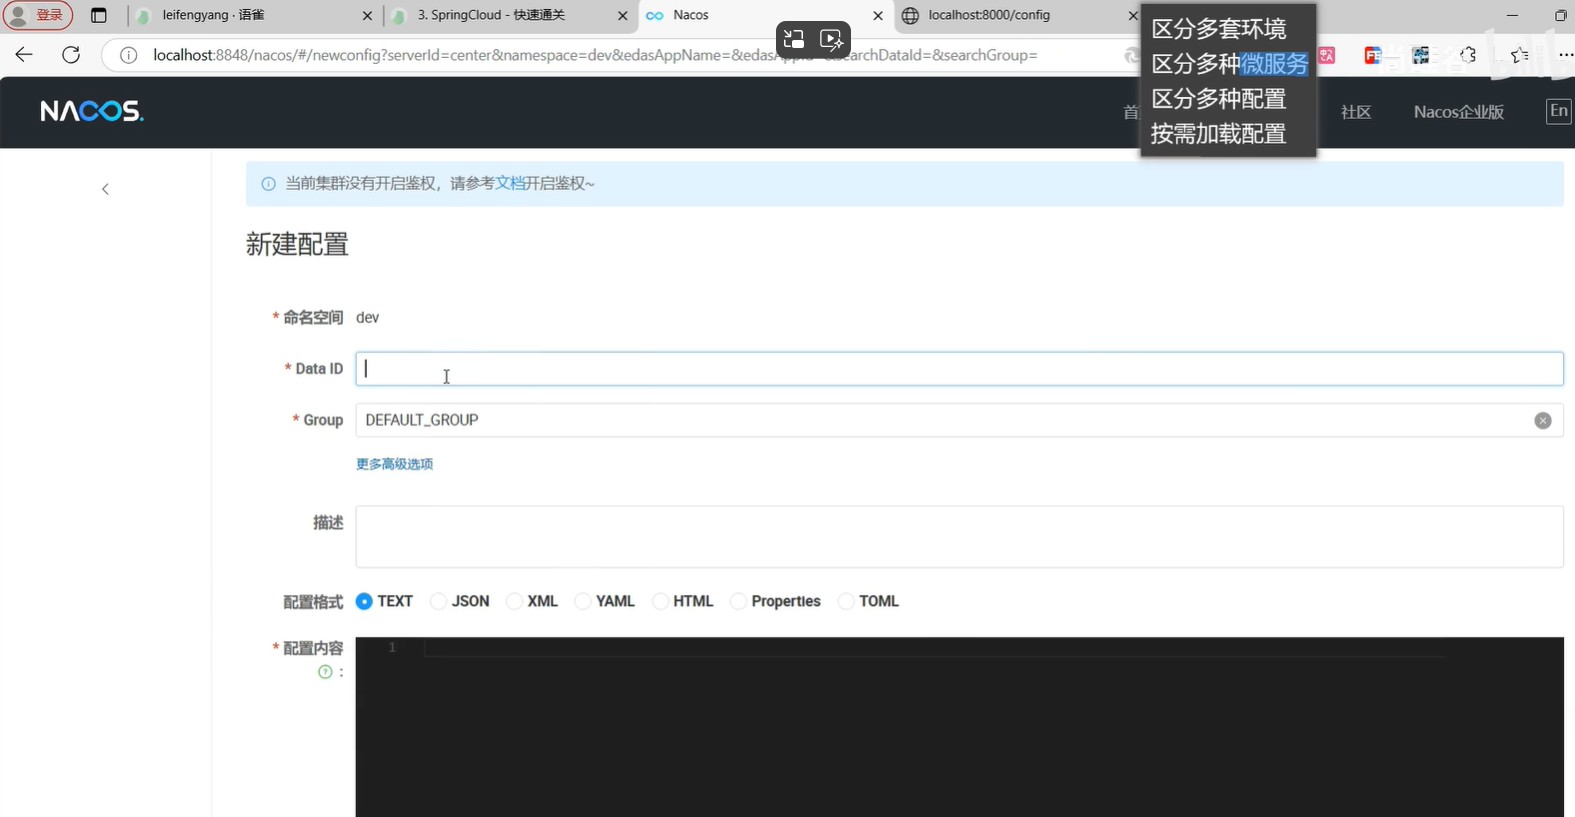 登录
leifengyang · 语雀
3. SpringCloud - 快速通关
Nacos
localhost:8000/config
localhost:8848/nacos/#/newconfig?serverId=center&namespace=dev&edasAppName=&edasAppId=&searchDataId=&searchGroup=
区分多套环境
区分多种微服务
区分多种配置
按需加载配置
NACOS.
首
社区
Nacos企业版
En
当前集群没有开启鉴权，请参考文档开启鉴权~
新建配置
* 命名空间 dev
* Data ID
* Group DEFAULT_GROUP
更多高级选项
描述
配置格式 TEXT JSON XML YAML HTML Properties TOML
* 配置内容 1
? :